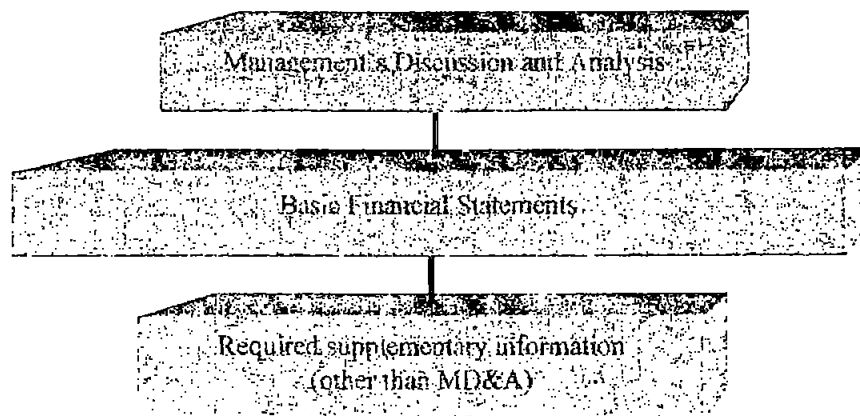 Management's Discussion and Analysis
Basic Financial Statements
Required supplementary information
(other than MD&A)